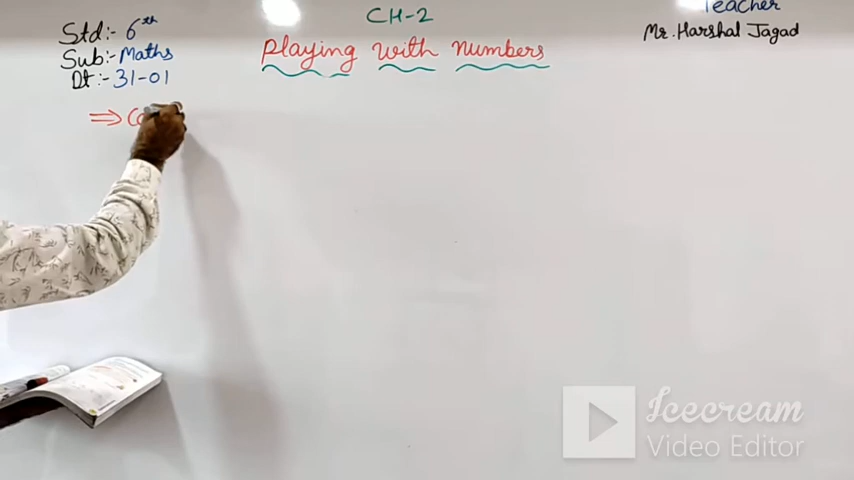 Std:- 6th
Sub:- Maths
Dt:- 31-01
CH-2
Playing with Numbers
Teacher
Mr. Harshal Jagad
⇒ Co
Icecream
Video Editor